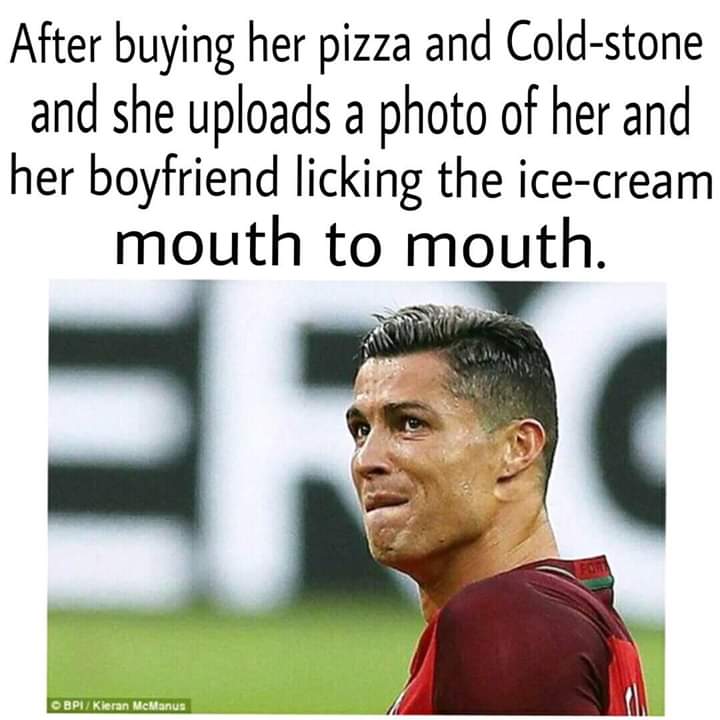 After buying her pizza and Cold-stone
and she uploads a photo of her and
her boyfriend licking the ice-cream
mouth to mouth.
POR
© BPI / Kieran McManus